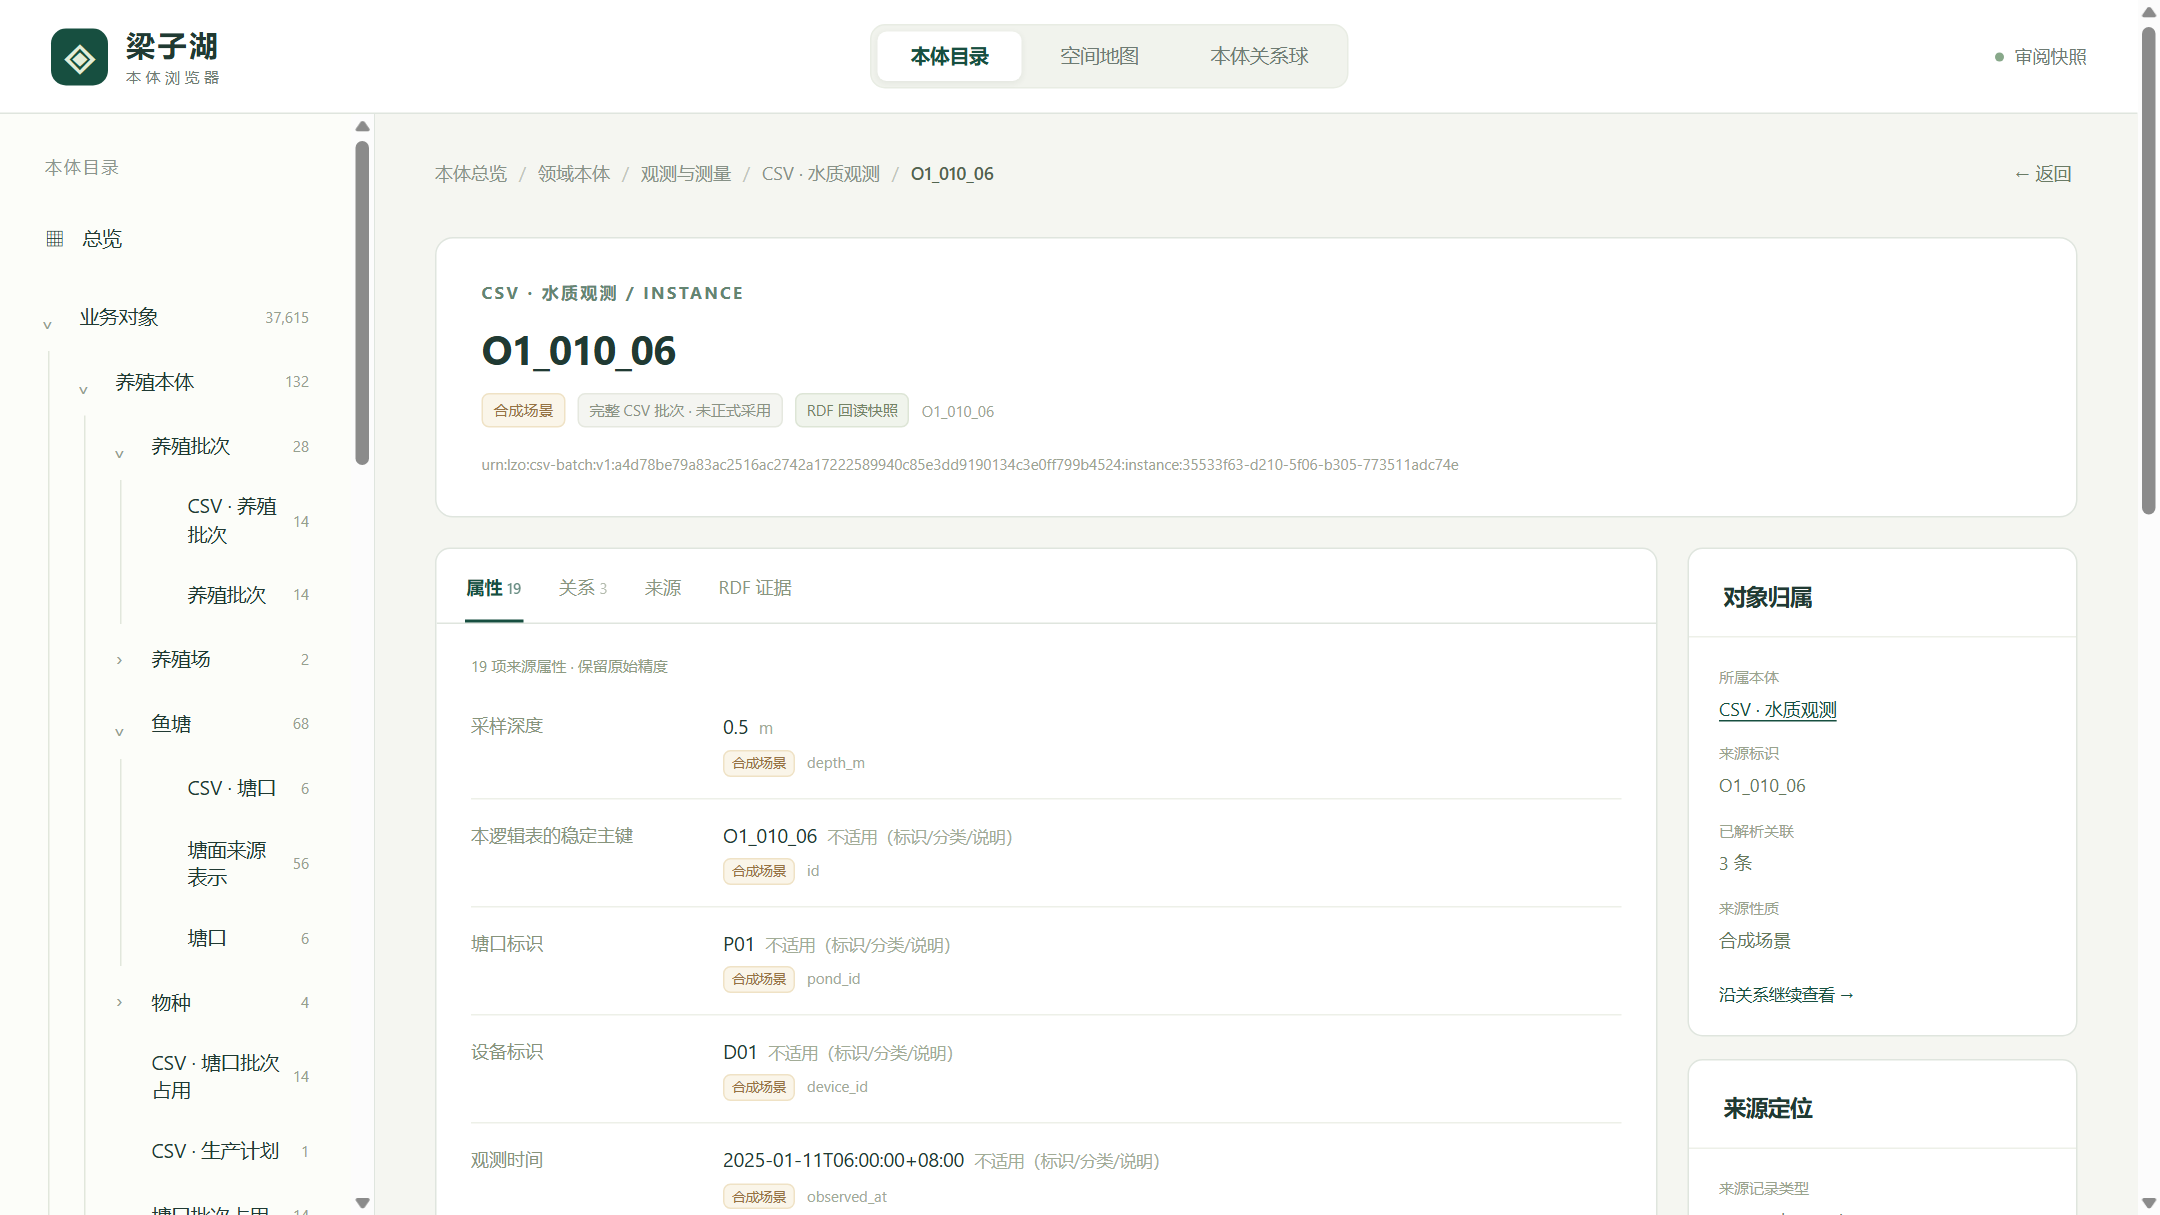 梁子湖
本体浏览器
本体目录
空间地图
本体关系球
审阅快照
本体目录
总览
业务对象 37,615
养殖本体 132
养殖批次 28
CSV · 养殖
批次 14
养殖批次 14
养殖场 2
鱼塘 68
CSV · 塘口 6
塘面来源
表示 56
塘口 6
物种 4
CSV · 塘口批次
占用 14
CSV · 生产计划 1
塘口批次占用 14
本体总览 / 领域本体 / 观测与测量 / CSV · 水质观测 / O1_010_06
← 返回
CSV · 水质观测 / INSTANCE
O1_010_06
合成场景 完整 CSV 批次 · 未正式采用 RDF 回读快照 O1_010_06
urn:lzo:csv-batch:v1:a4d78be79a83ac2516ac2742a17222589940c85e3dd9190134c3e0ff799b4524:instance:35533f63-d210-5f06-b305-773511adc74e
属性 19 关系 3 来源 RDF 证据
19 项来源属性 · 保留原始精度
采样深度 0.5 m
合成场景 depth_m
本逻辑表的稳定主键 O1_010_06 不适用（标识/分类/说明）
合成场景 id
塘口标识 P01 不适用（标识/分类/说明）
合成场景 pond_id
设备标识 D01 不适用（标识/分类/说明）
合成场景 device_id
观测时间 2025-01-11T06:00:00+08:00 不适用（标识/分类/说明）
合成场景 observed_at
对象归属
所属本体
CSV · 水质观测
来源标识
O1_010_06
已解析关联
3 条
来源性质
合成场景
沿关系继续查看 →
来源定位
来源记录类型